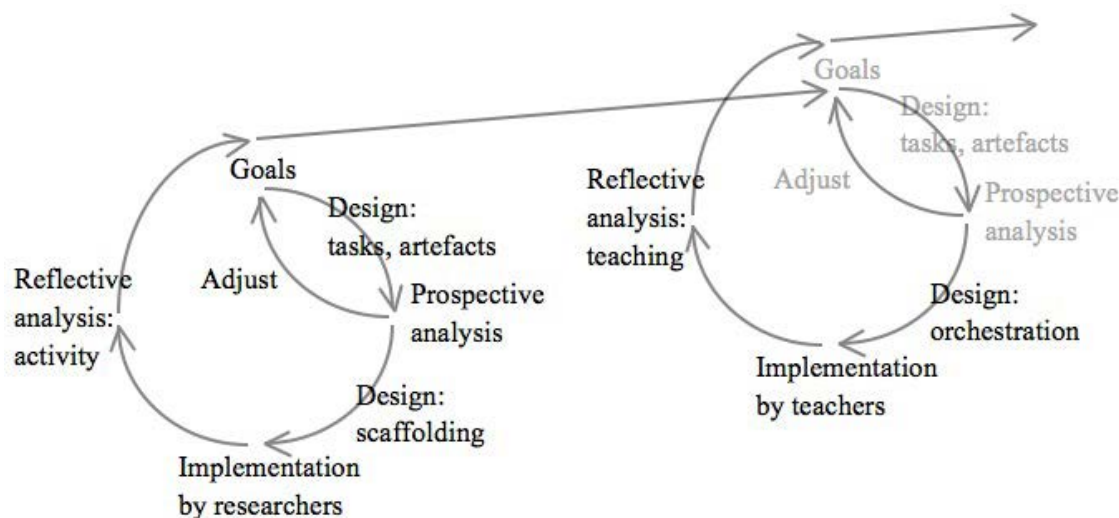 Goals
Design:
tasks, artefacts
Adjust
Prospective
analysis
Reflective
analysis:
activity
Design:
scaffolding
Implementation
by researchers
Goals
Design:
tasks, artefacts
Adjust
Prospective
analysis
Reflective
analysis:
teaching
Design:
orchestration
Implementation
by teachers